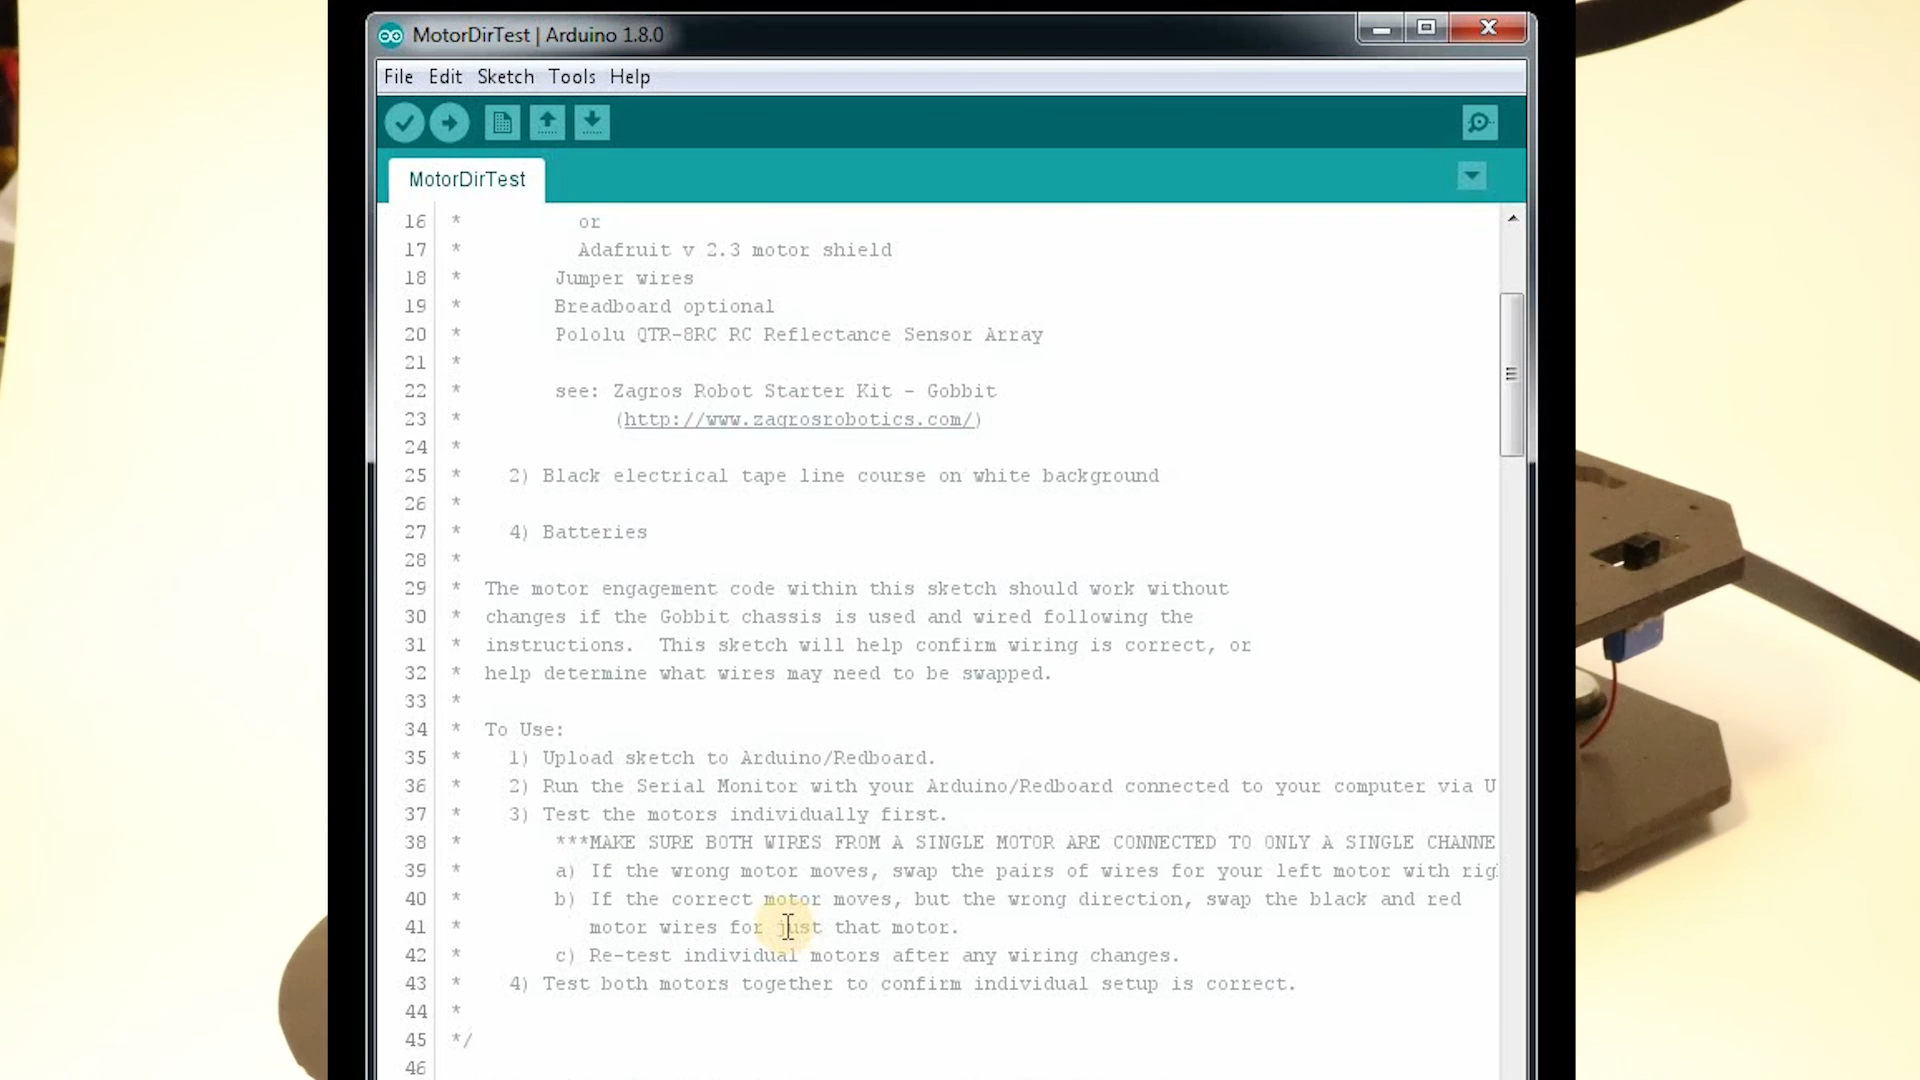 MotorDirTest | Arduino 1.8.0
File Edit Sketch Tools Help
MotorDirTest
16 * or
17 * Adafruit v 2.3 motor shield
18 * Jumper wires
19 * Breadboard optional
20 * Pololu QTR-8RC RC Reflectance Sensor Array
21 *
22 * see: Zagros Robot Starter Kit - Gobbit
23 * (http://www.zagrosrobotics.com/)
24 *
25 * 2) Black electrical tape line course on white background
26 *
27 * 4) Batteries
28 *
29 * The motor engagement code within this sketch should work without
30 * changes if the Gobbit chassis is used and wired following the
31 * instructions. This sketch will help confirm wiring is correct, or
32 * help determine what wires may need to be swapped.
33 *
34 * To Use:
35 * 1) Upload sketch to Arduino/Redboard.
36 * 2) Run the Serial Monitor with your Arduino/Redboard connected to your computer via U
37 * 3) Test the motors individually first.
38 * ***MAKE SURE BOTH WIRES FROM A SINGLE MOTOR ARE CONNECTED TO ONLY A SINGLE CHANNE
39 * a) If the wrong motor moves, swap the pairs of wires for your left motor with rig
40 * b) If the correct motor moves, but the wrong direction, swap the black and red
41 * motor wires for just that motor.
42 * c) Re-test individual motors after any wiring changes.
43 * 4) Test both motors together to confirm individual setup is correct.
44 *
45 */
46